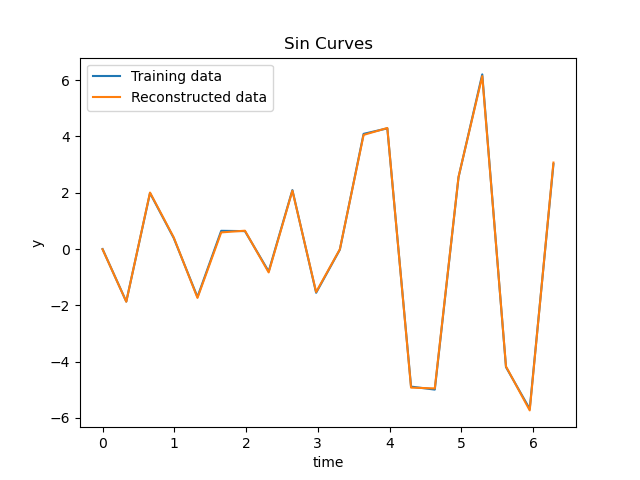 Sin Curves
Training data
Reconstructed data
6
4
2
0
−2
−4
−6
y
0 1 2 3 4 5 6
time